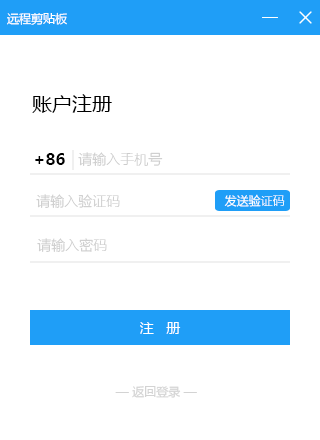 远程剪贴板
账户注册
+86 请输入手机号
请输入验证码 发送验证码
请输入密码
注 册
— 返回登录 —